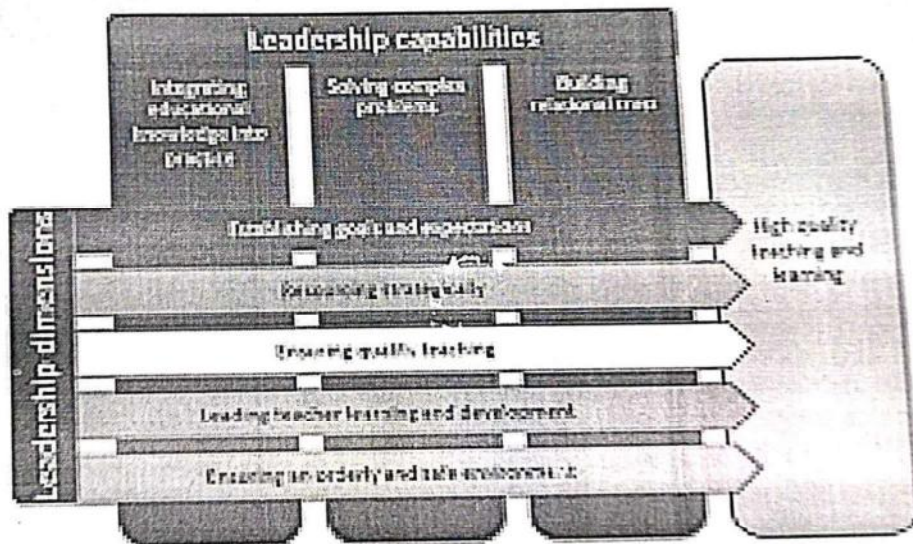 Leadership capabilities
Integrating
educational
knowledge into
practice
Solving complex
problems
Building
relational trust
Leadership dimensions
Establishing goals and expectations
Resourcing strategically
Ensuring quality teaching
Leading teacher learning and development
Ensuring an orderly and safe environment
High quality
teaching and
learning